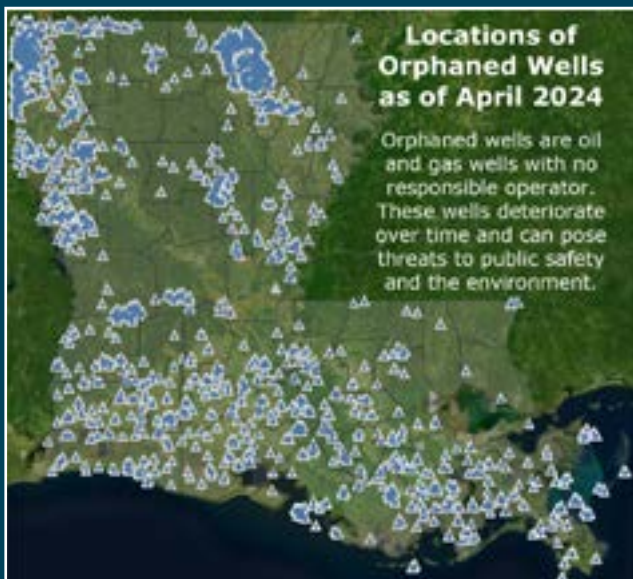 Locations of
Orphaned Wells
as of April 2024
Orphaned wells are oil
and gas wells with no
responsible operator.
These wells deteriorate
over time and can pose
threats to public safety
and the environment.